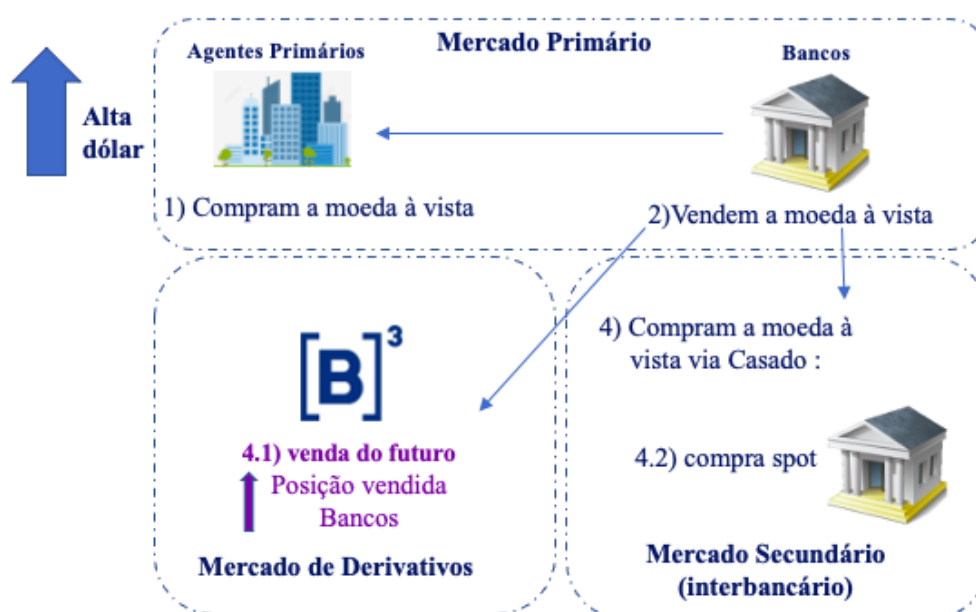 Mercado Primário
Agentes Primários
Bancos
Alta
dólar
1) Compram a moeda à vista
2)Vendem a moeda à vista
[B]³
4.1) venda do futuro
Posição vendida
Bancos
Mercado de Derivativos
4) Compram a moeda à
vista via Casado :
4.2) compra spot
Mercado Secundário
(interbancário)